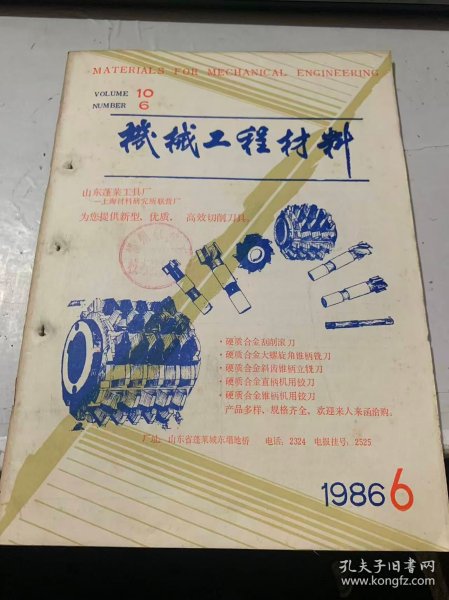 MATERIALS FOR MECHANICAL ENGINEERING
VOLUME 10
NUMBER 6
機械工程材料
山东蓬莱工具厂
—上海材料研究所联营厂
为您提供新型、优质、高效切削刀具。
·硬质合金刮削滚刀
·硬质合金大螺旋角锥柄铣刀
·硬质合金斜齿锥柄立铣刀
·硬质合金直柄机用铰刀
·硬质合金锥柄机用铰刀
产品多样、规格齐全、欢迎来人来函洽购。
厂址：山东省蓬莱城东 电话：2324 电报挂号：2525
1986 6
孔夫子旧书网
www.kongfz.com